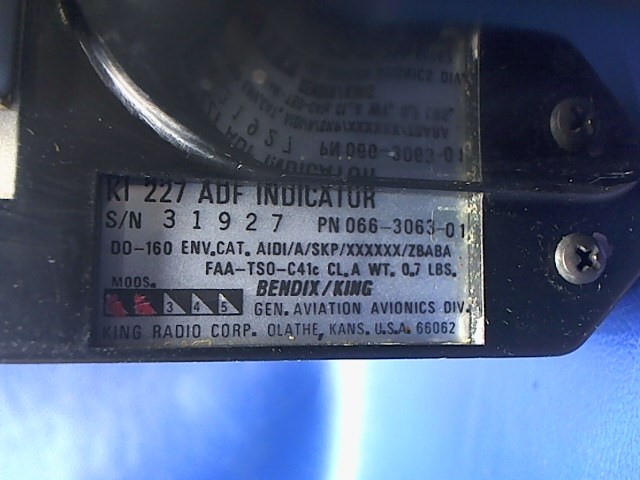 KI 227 ADF INDICATOR
S/N 31927 PN 066-3063-01
DO-160 ENV.CAT. AIDI/A/SKP/XXXXXX/ZBABA
FAA-TSO-C41c CL.A WT. 0.7 LBS.
MODS. BENDIX/KING
3 4 5 GEN. AVIATION AVIONICS DIV.
KING RADIO CORP. OLATHE, KANS. U.S.A. 66062